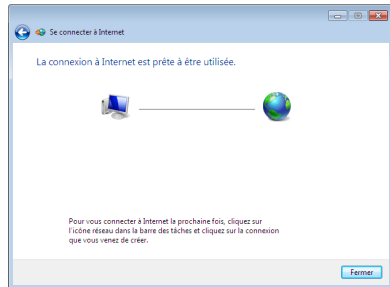 Se connecter à Internet
La connexion à Internet est prête à être utilisée.
Pour vous connecter à Internet la prochaine fois, cliquez sur
l'icône réseau dans la barre des tâches et cliquez sur la connexion
que vous venez de créer.
Fermer